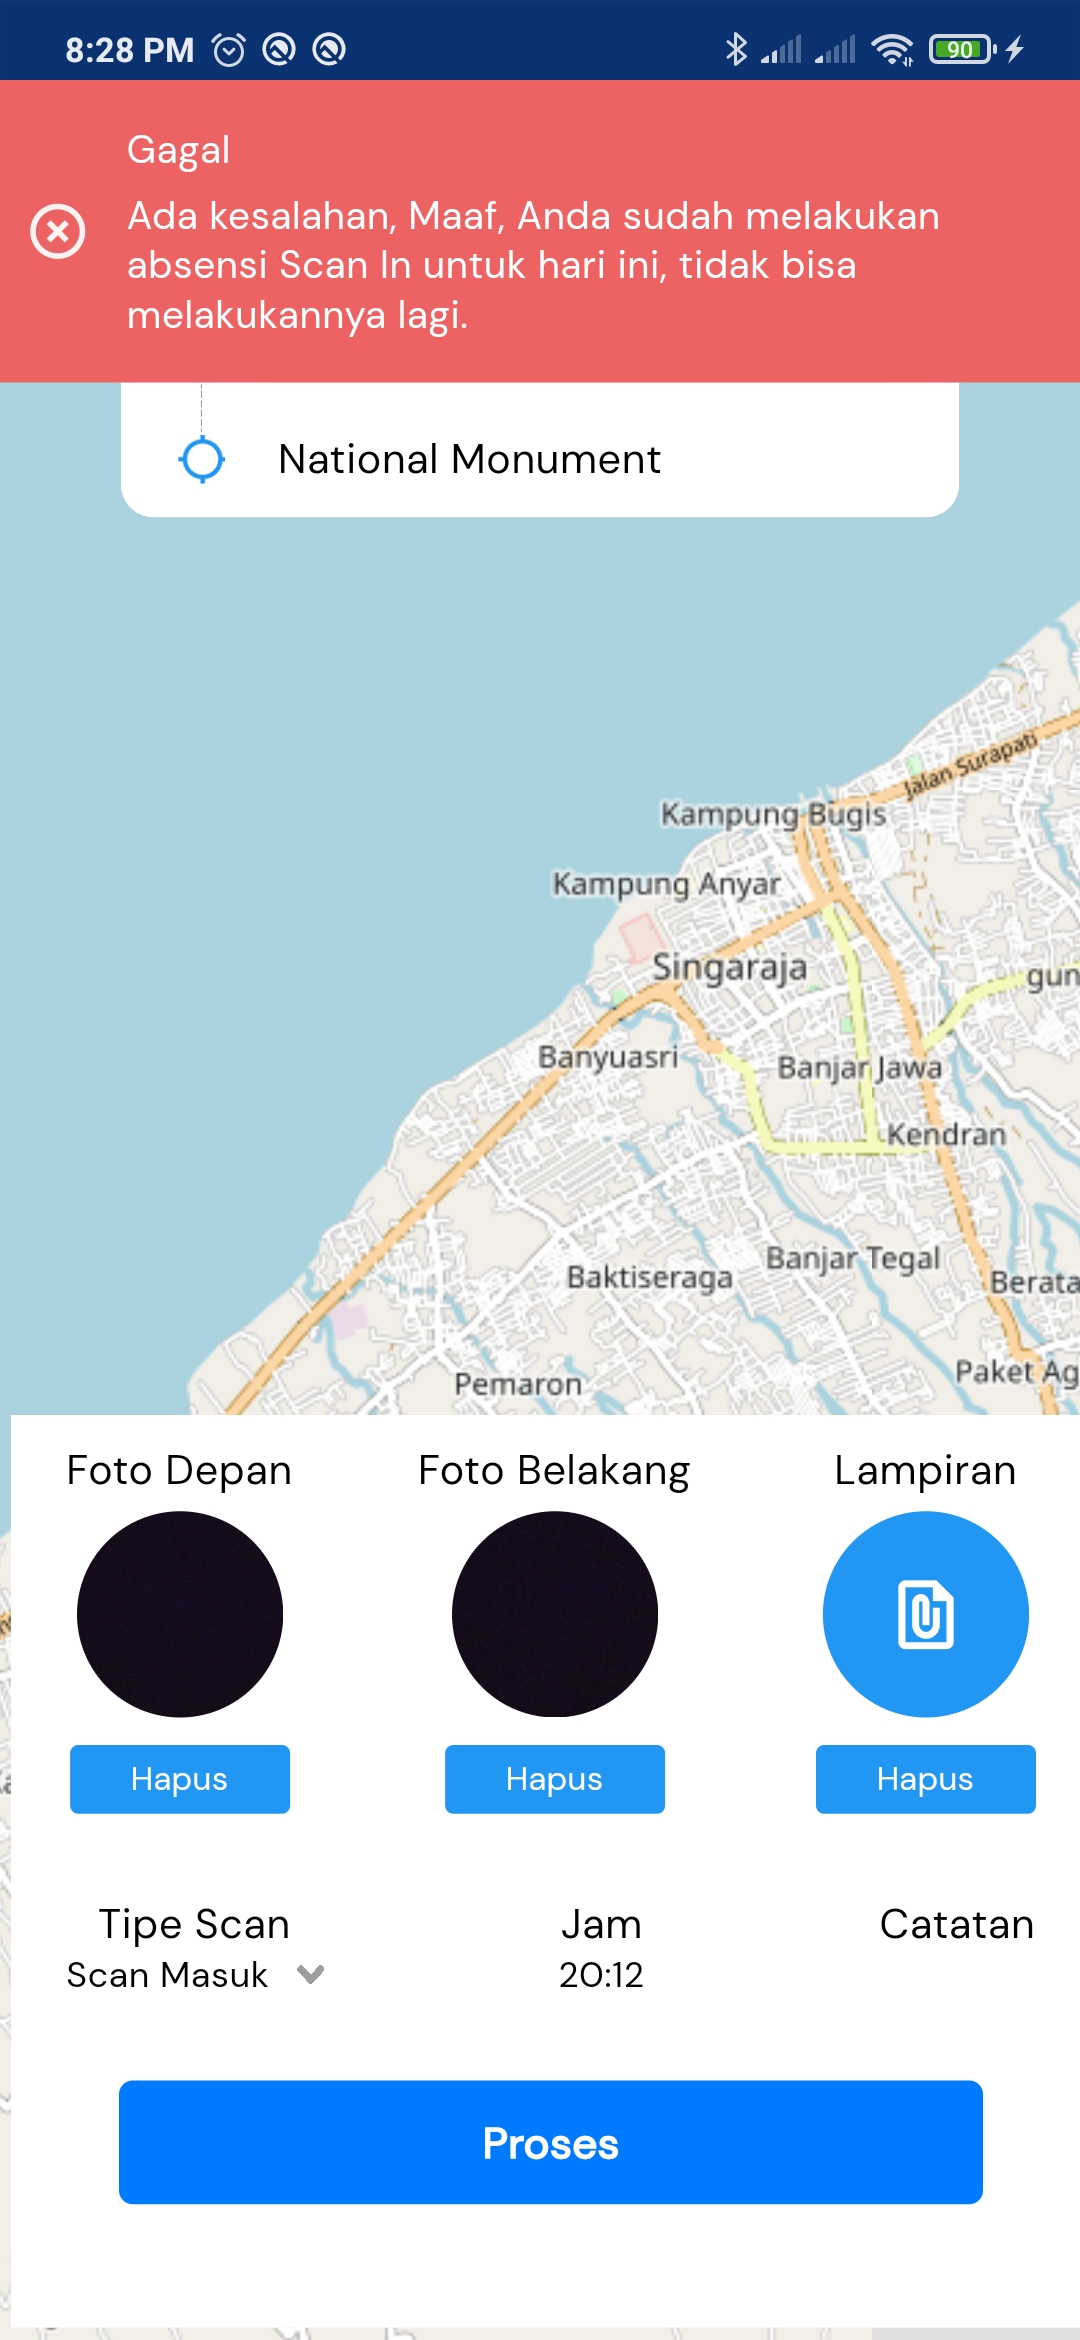 8:28 PM
90
Gagal
Ada kesalahan, Maaf, Anda sudah melakukan
absensi Scan In untuk hari ini, tidak bisa
melakukannya lagi.
National Monument
Jalan Surapati
Kampung Bugis
Kampung Anyar
Singaraja
gun
Banyuasri
Banjar Jawa
Kendran
Banjar Tegal
Baktiseraga
Berata
Paket Ag
Pemaron
Foto Depan
Foto Belakang
Lampiran
Hapus
Hapus
Hapus
Tipe Scan
Jam
Catatan
Scan Masuk
20:12
Proses